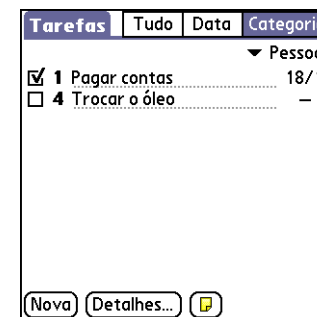 Tarefas Tudo Data Categori
Pesso
1 Pagar contas 18/
4 Trocar o óleo –
Nova Detalhes...